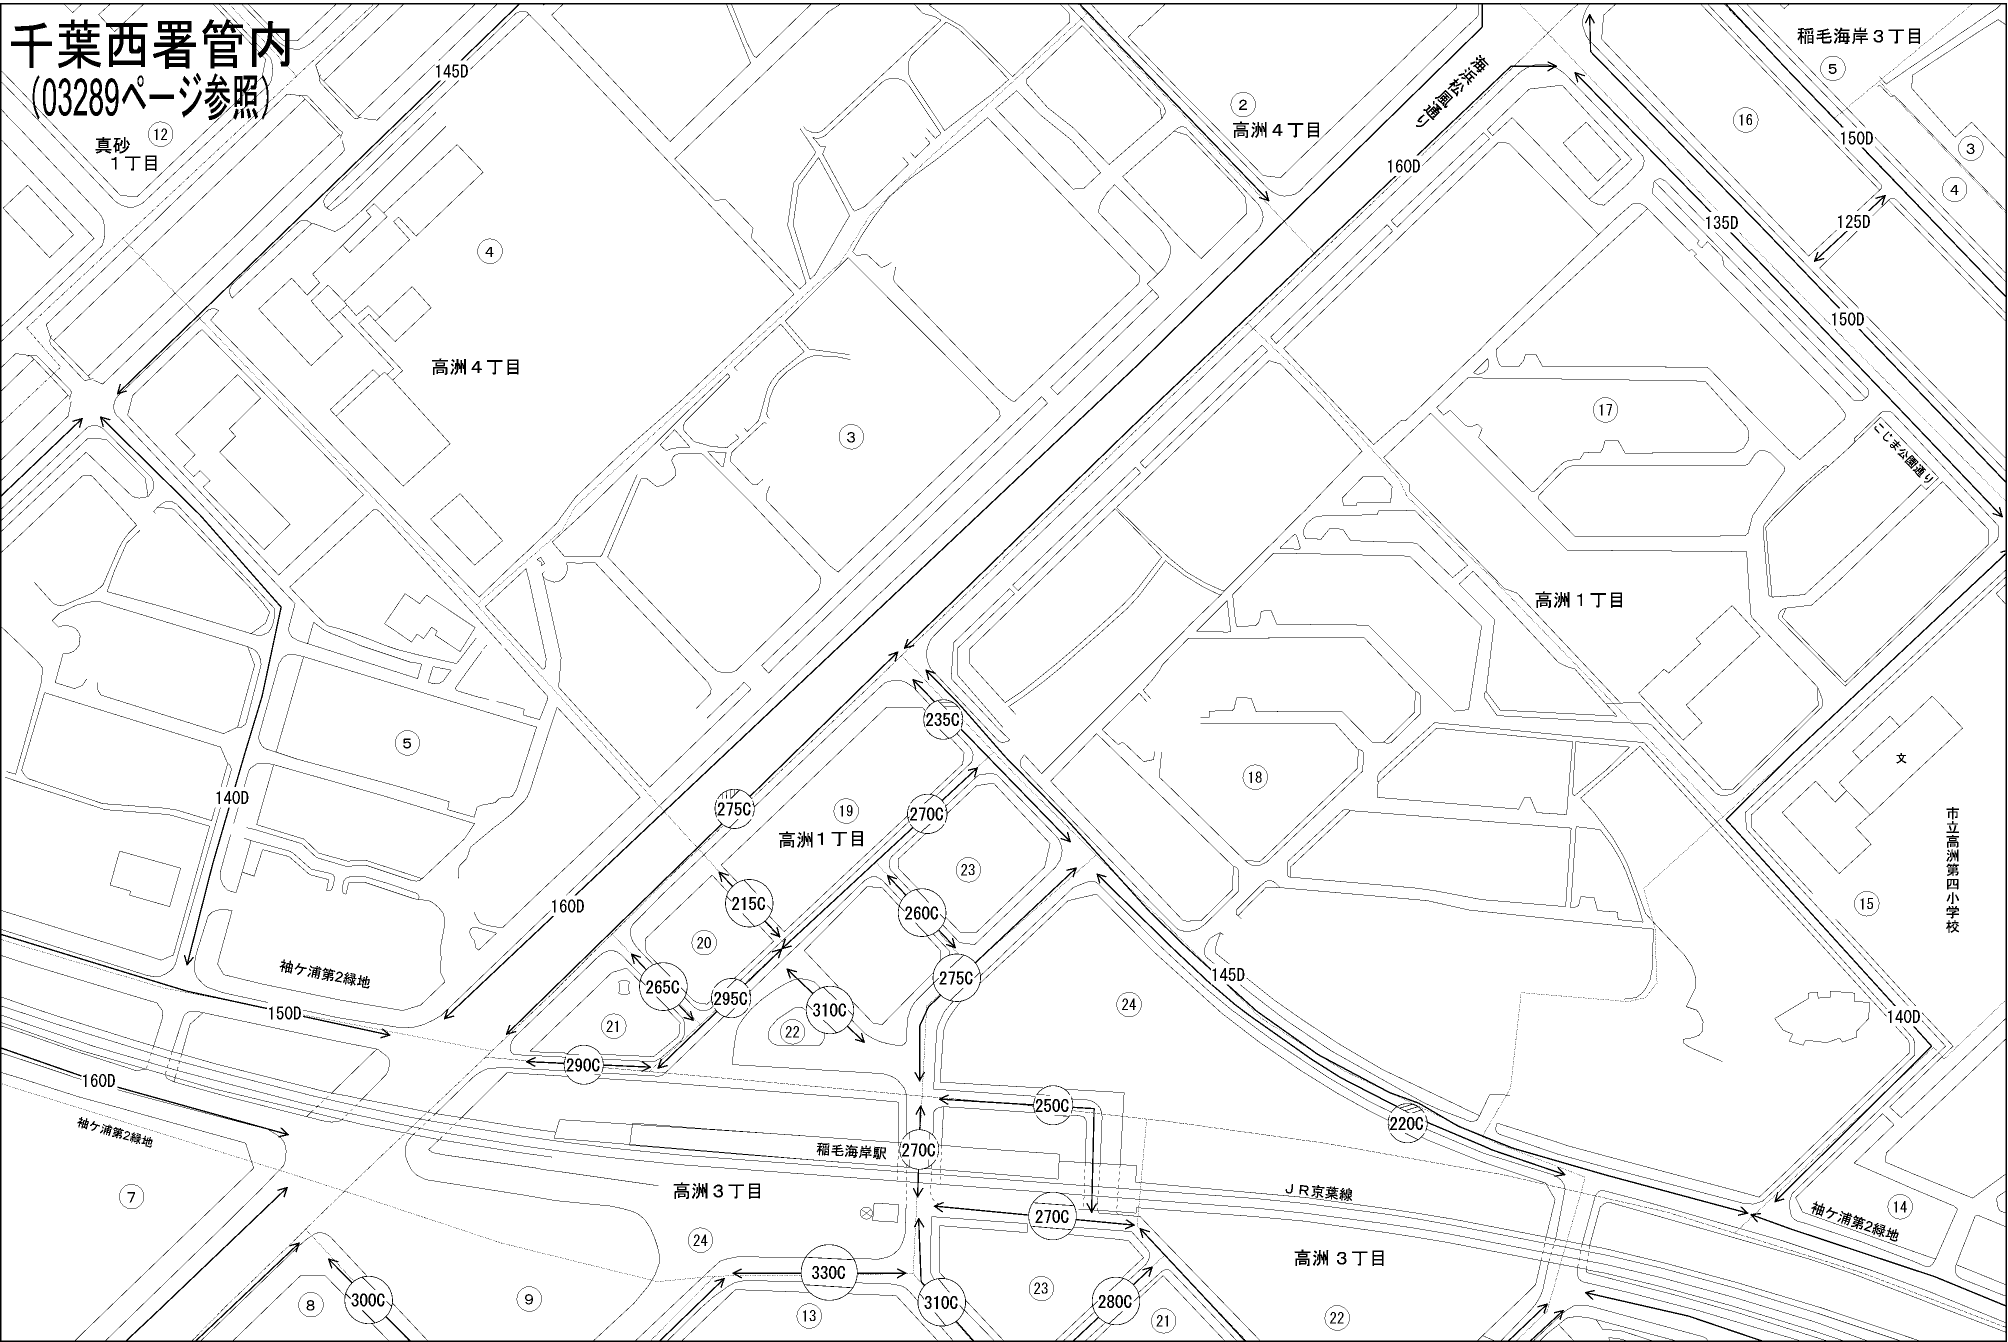 千葉西署管内
(03289ページ参照)
145D
海浜松風通り
稲毛海岸３丁目
5
2
高洲４丁目
16
150D
3
12
真砂
１丁目
160D
4
135D
125D
4
150D
高洲４丁目
17
3
こじま公園通り
高洲１丁目
235C
5
文
18
140D
275C
19
270C
高洲１丁目
市立高洲第四小学校
23
215C
260C
15
160D
20
袖ケ浦第2緑地
145D
275C
265C
295C
24
150D
310C
140D
21
22
290C
160D
250C
220C
袖ケ浦第2緑地
270C
稲毛海岸駅
高洲３丁目
ＪＲ京葉線
7
270C
14
袖ケ浦第2緑地
24
高洲３丁目
330C
23
300C
9
310C
280C
8
13
21
22